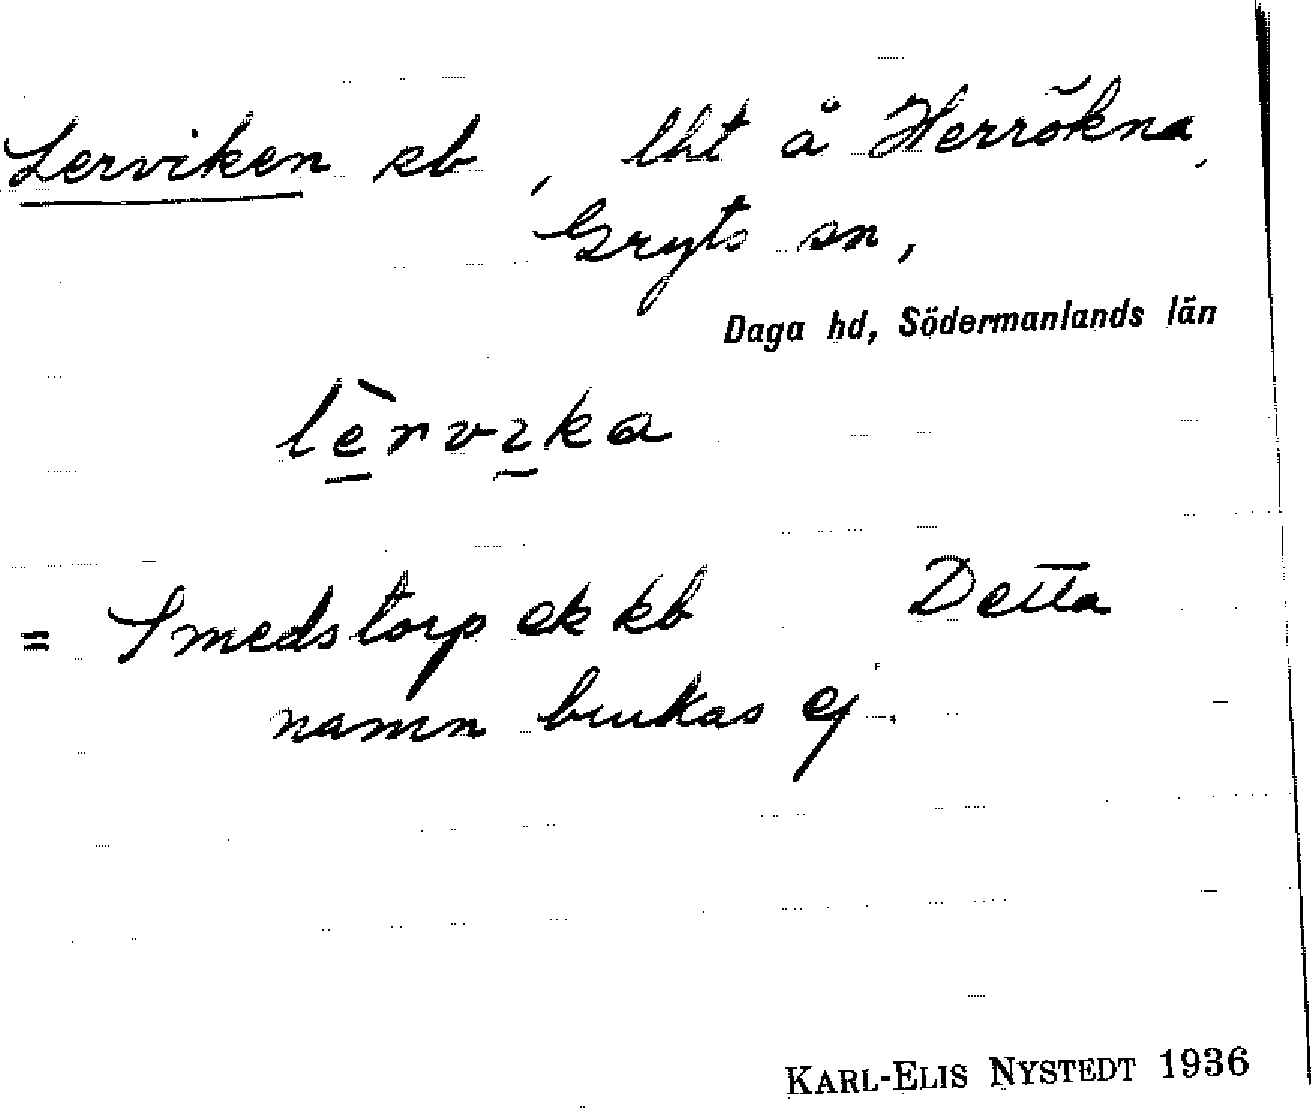 Lerviken kb, lht å Herrökna,
Gryts sn,
Daga hd, Södermanlands län
lèrvıka
= Smedstorp ek kb Detta
namn brukas ej.
KARL-ELIS NYSTEDT 1936